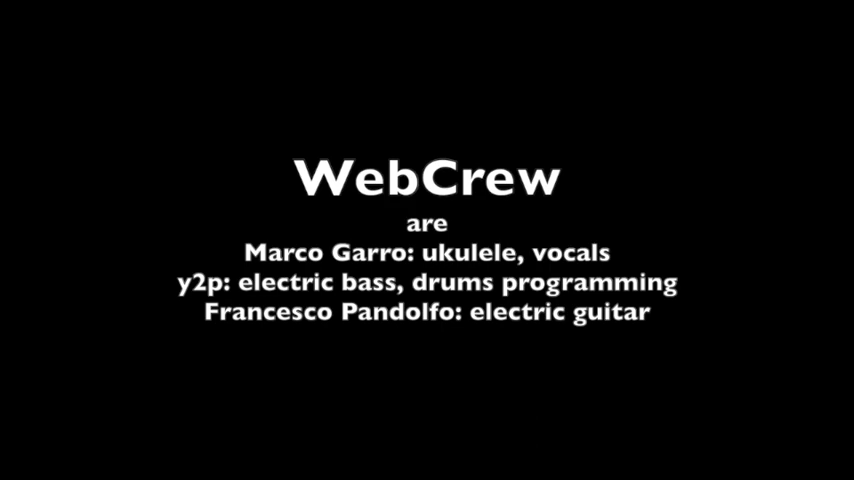 WebCrew
are
Marco Garro: ukulele, vocals
y2p: electric bass, drums programming
Francesco Pandolfo: electric guitar